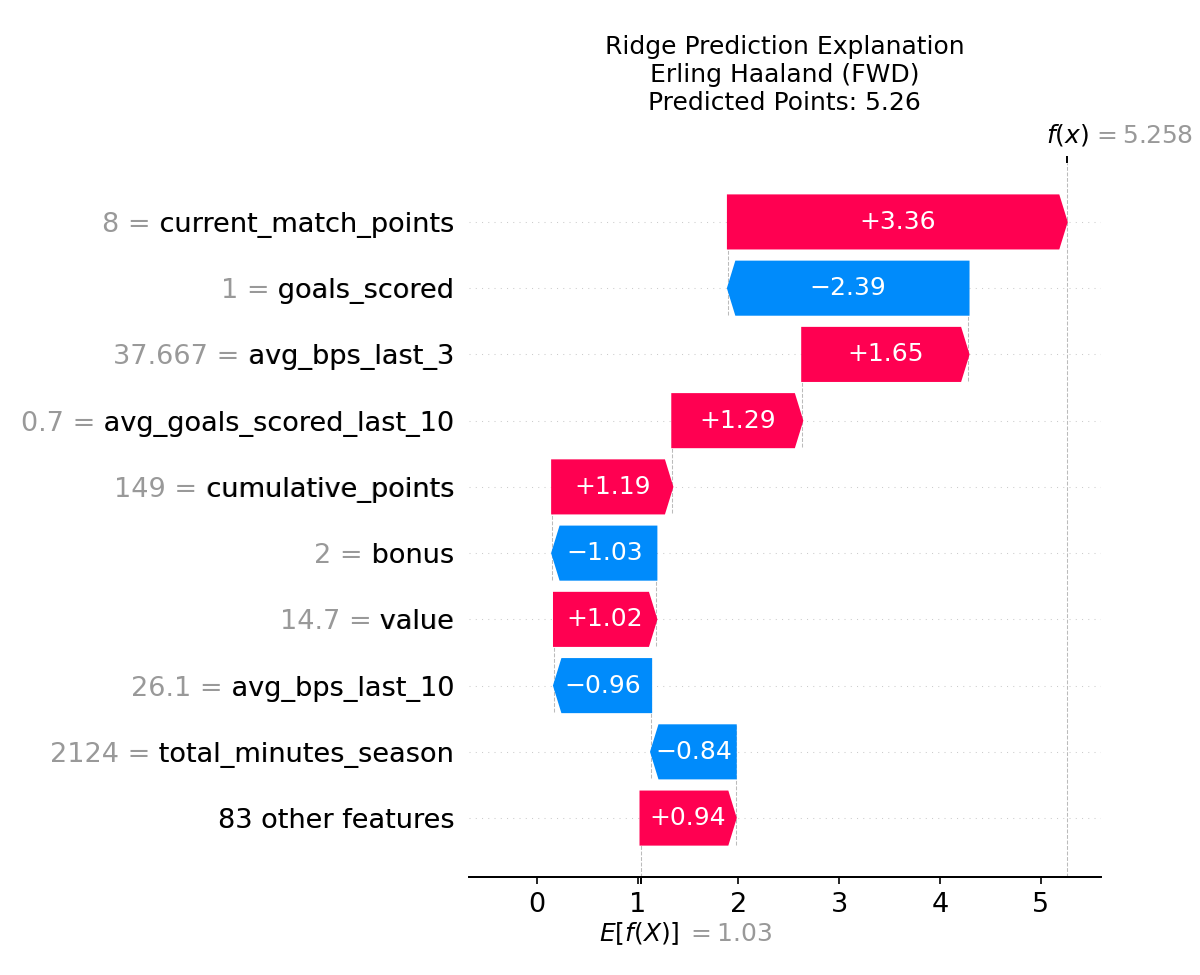 Ridge Prediction Explanation
Erling Haaland (FWD)
Predicted Points: 5.26
f(x) = 5.258
8 = current_match_points
+3.36
1 = goals_scored
−2.39
37.667 = avg_bps_last_3
+1.65
0.7 = avg_goals_scored_last_10
+1.29
149 = cumulative_points
+1.19
2 = bonus
−1.03
14.7 = value
+1.02
26.1 = avg_bps_last_10
−0.96
2124 = total_minutes_season
−0.84
83 other features
+0.94
0 1 2 3 4 5
E[f(X)] = 1.03